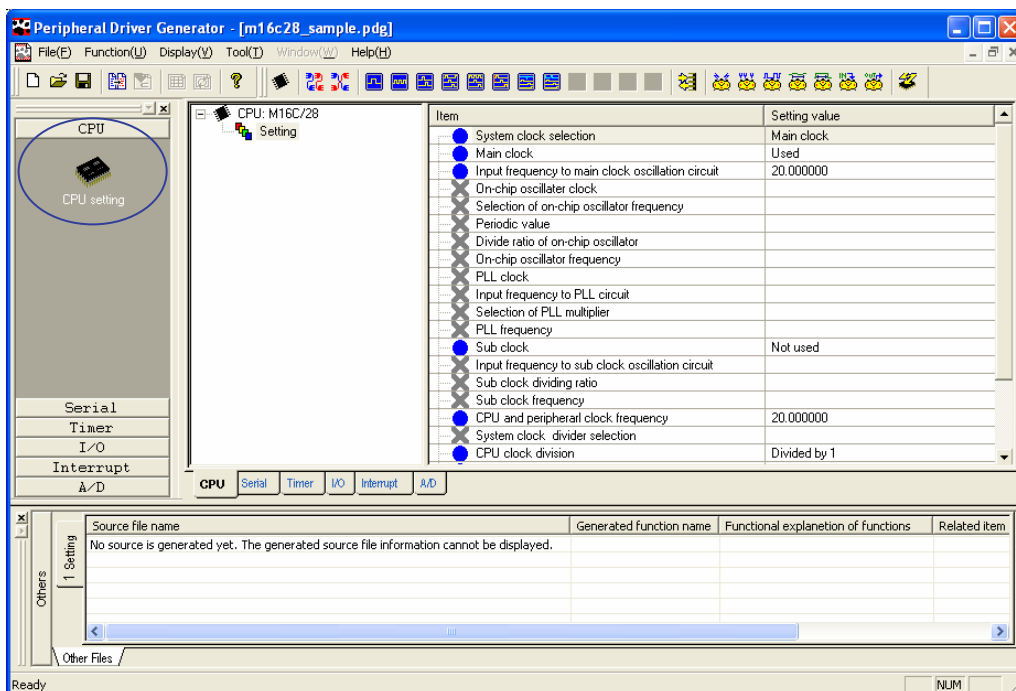 Peripheral Driver Generator - [m16c28_sample.pdg]
File(F) Function(U) Display(V) Tool(T) Window(W) Help(H)
CPU
CPU setting
Serial
Timer
I/O
Interrupt
A/D
CPU: M16C/28
Setting
Item Setting value
System clock selection Main clock
Main clock Used
Input frequency to main clock oscillation circuit 20.000000
On-chip oscillater clock
Selection of on-chip oscillator frequency
Periodic value
Divide ratio of on-chip oscillator
On-chip oscillator frequency
PLL clock
Input frequency to PLL circuit
Selection of PLL multiplier
PLL frequency
Sub clock Not used
Input frequency to sub clock oscillation circuit
Sub clock dividing ratio
Sub clock frequency
CPU and peripherarl clock frequency 20.000000
System clock divider selection
CPU clock division Divided by 1
CPU Serial Timer I/O Interrupt A/D
Others
1 Setting
Source file name Generated function name Functional explanetion of functions Related item
No source is generated yet. The generated source file information cannot be displayed.
Other Files
Ready NUM